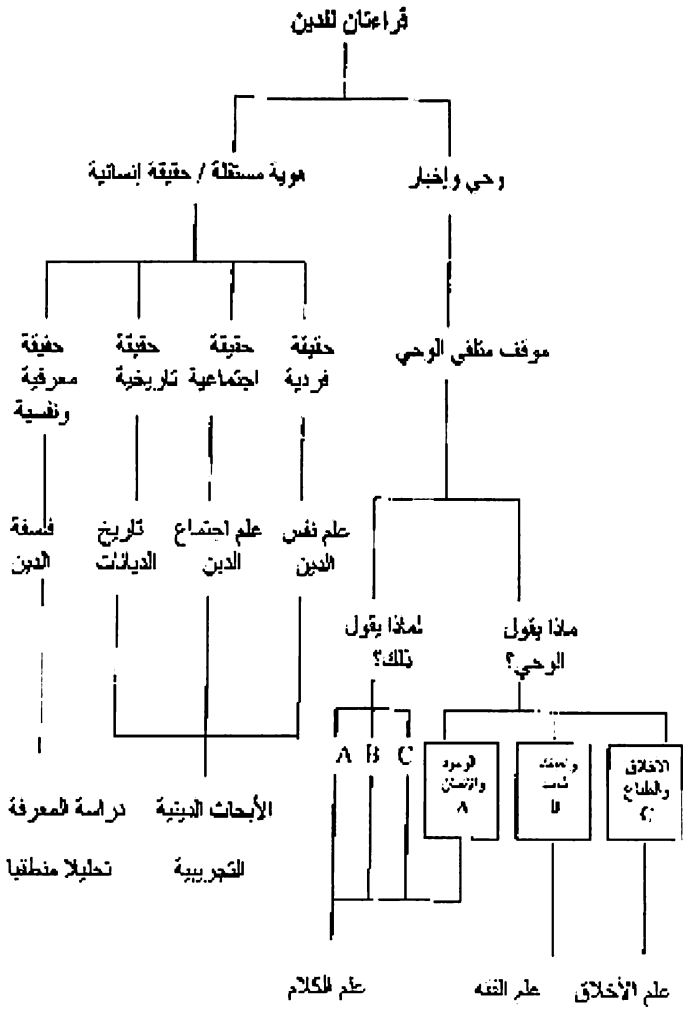 قراءتان للدين
وحي وإخبار
هوية مستقلة / حقيقة إنسانية
موقف متلقي الوحي
حقيقة
فردية
حقيقة
اجتماعية
حقيقة
تاريخية
حقيقة
معرفية
ونفسية
علم نفس
الدين
علم اجتماع
الدين
تاريخ
الديانات
فلسفة
الدين
ماذا يقول
الوحي؟
لماذا يقول
ذلك؟
الاخلاق
والطباع
C
B
الوجود
والإنسان
A
C
B
A
الأبحاث الدينية
التجريبية
دراسة المعرفة
تحليلا منطقيا
علم الأخلاق
علم الفقه
علم الكلام